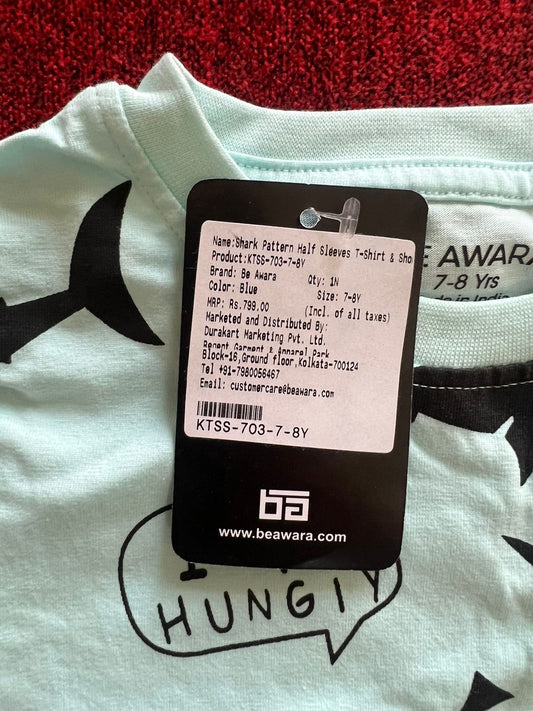 Name:Shark Pattern Half Sleeves T-Shirt & Sho
Product:KTSS-703-7-8Y
Brand: Be Awara Qty: 1N
Color: Blue Size: 7-8Y
MRP: Rs.799.00 (Incl. of all taxes)
Marketed and Distributed By:
Durakart Marketing Pvt. Ltd.
Regent Garment & Apparel Park
Block-16,Ground floor,Kolkata-700124
Tel +91-7980056467
Email: customercare@beawara.com
KTSS-703-7-8Y
ba
www.beawara.com
E AWARA
7-8 Yrs
in India
I
HUNGIY